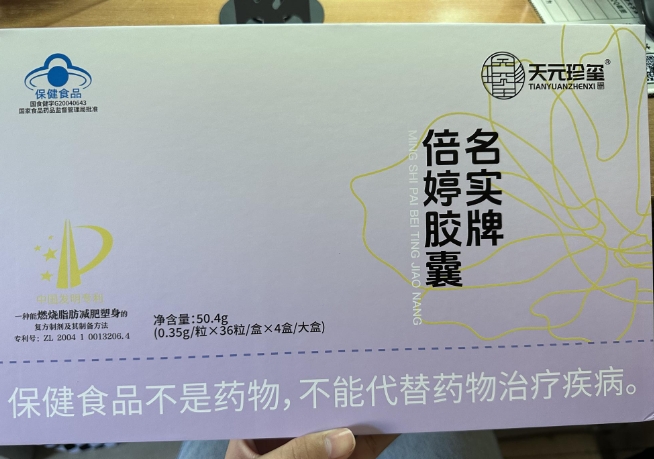 保健食品
国食健字G20040643
国家食品药品监督管理局批准
天元珍玺®
TIANYUANZHENXI
名实牌
倍婷胶囊
MING SHI PAI BEI TING JIAO NANG
中国发明专利
一种能燃烧脂肪减肥塑身的
复方制剂及其制备方法
专利号：ZL 2004 1 0013206.4
净含量：50.4g
(0.35g/粒×36粒/盒×4盒/大盒)
保健食品不是药物，不能代替药物治疗疾病。